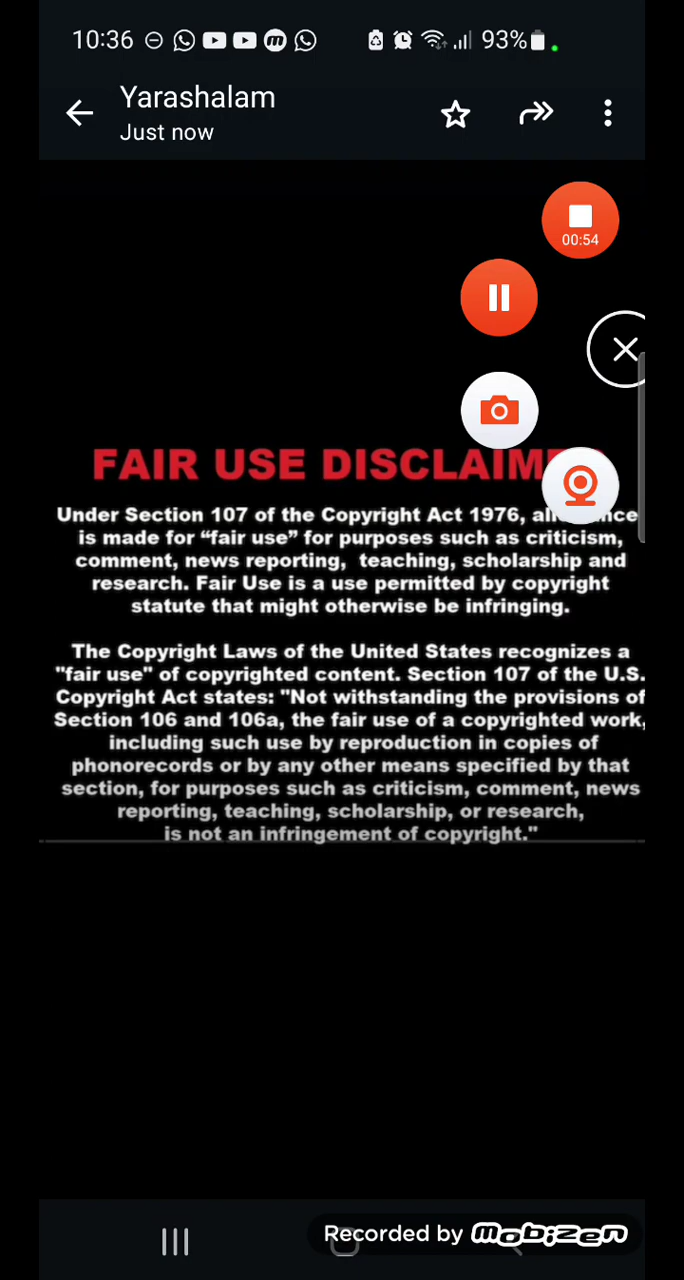 10:36
93%
Yarashalam
Just now
00:54
FAIR USE
Under Section 107 of the Copyright Act 1976,
is made for “fair use” for purposes such as criticism,
comment, news reporting, teaching, scholarship and
research. Fair Use is a use permitted by copyright
statute that might otherwise be infringing.
The Copyright Laws of the United States recognizes a
"fair use" of copyrighted content. Section 107 of the U.S.
Copyright Act states: "Not withstanding the provisions of
Section 106 and 106a, the fair use of a copyrighted work,
including such use by reproduction in copies of
phonorecords or by any other means specified by that
section, for purposes such as criticism, comment, news
reporting, teaching, scholarship, or research,
is not an infringement of copyright."
Recorded by mobizen